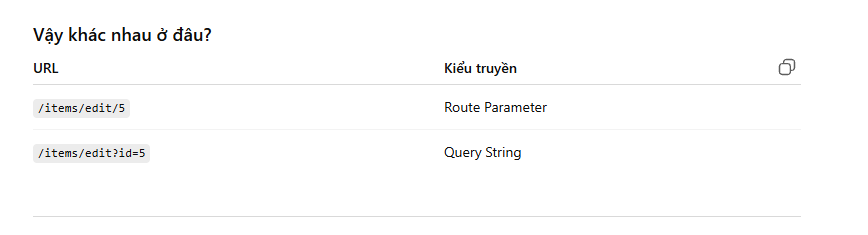 Vậy khác nhau ở đâu?
URL Kiểu truyền
/items/edit/5 Route Parameter
/items/edit?id=5 Query String